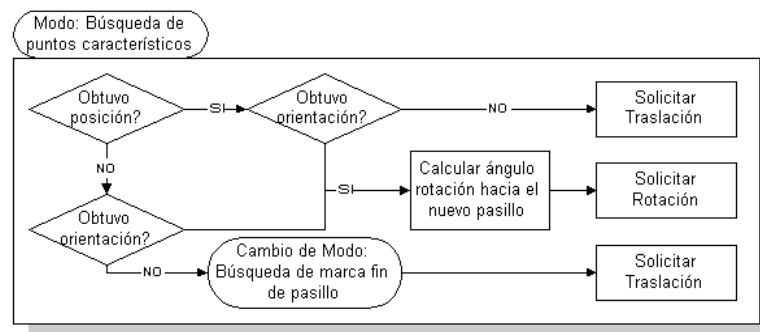 Modo: Búsqueda de
puntos característicos
Obtuvo
posición?
SI
Obtuvo
orientación?
NO
Solicitar
Traslación
NO
SI
Calcular ángulo
rotación hacia el
nuevo pasillo
Solicitar
Rotación
Obtuvo
orientación?
NO
Cambio de Modo:
Búsqueda de marca fin
de pasillo
Solicitar
Traslación